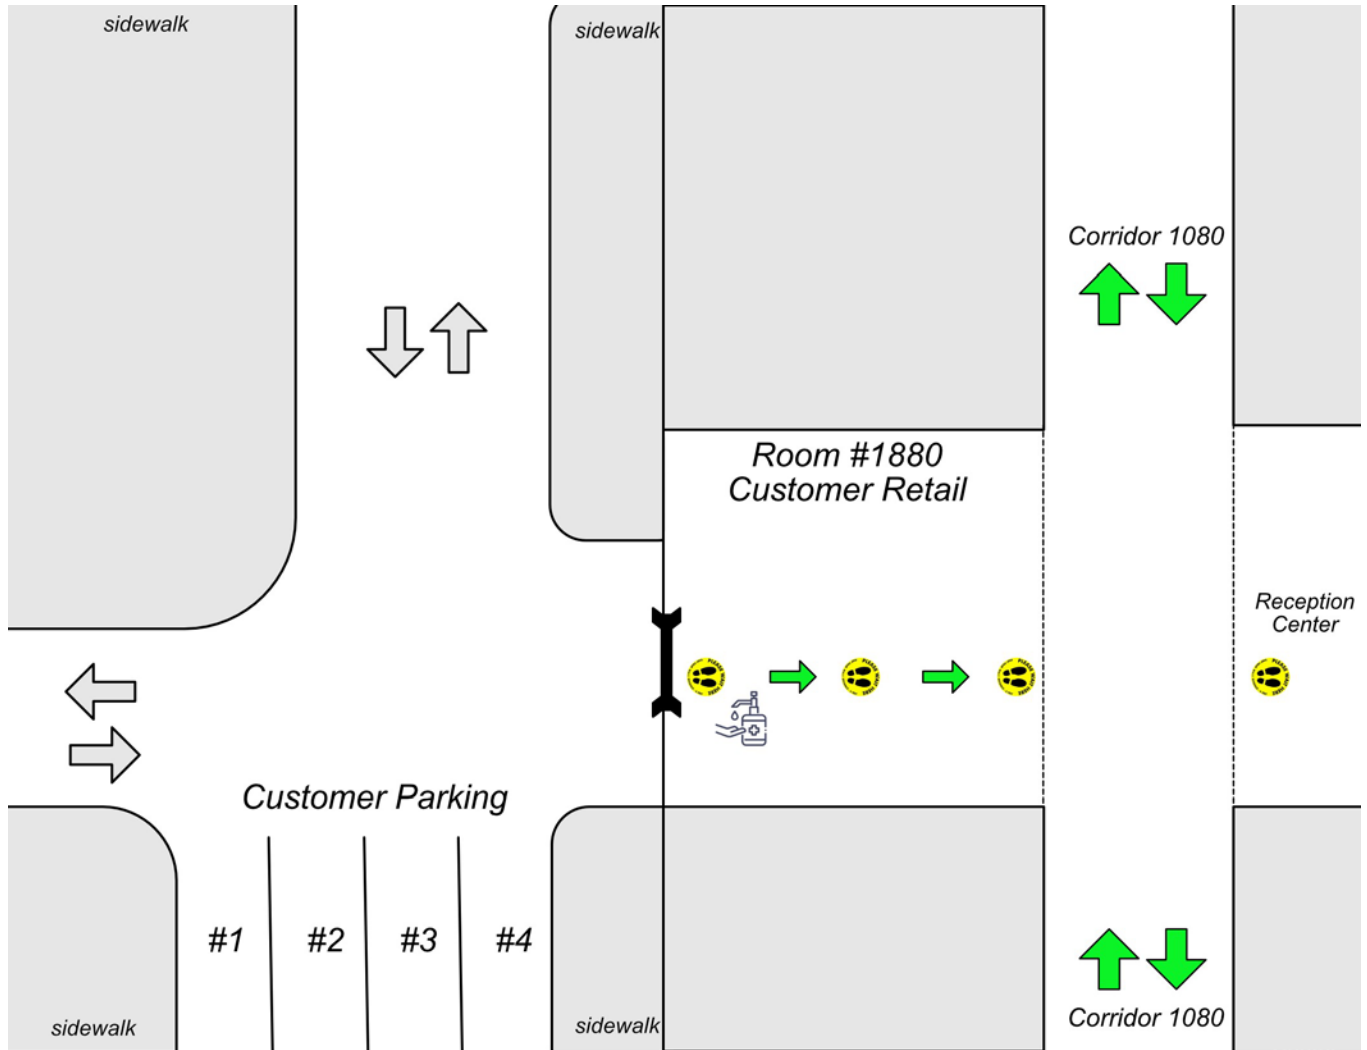 sidewalk
sidewalk
Corridor 1080
Room #1880
Customer Retail
Reception
Center
Customer Parking
#1
#2
#3
#4
sidewalk
sidewalk
Corridor 1080